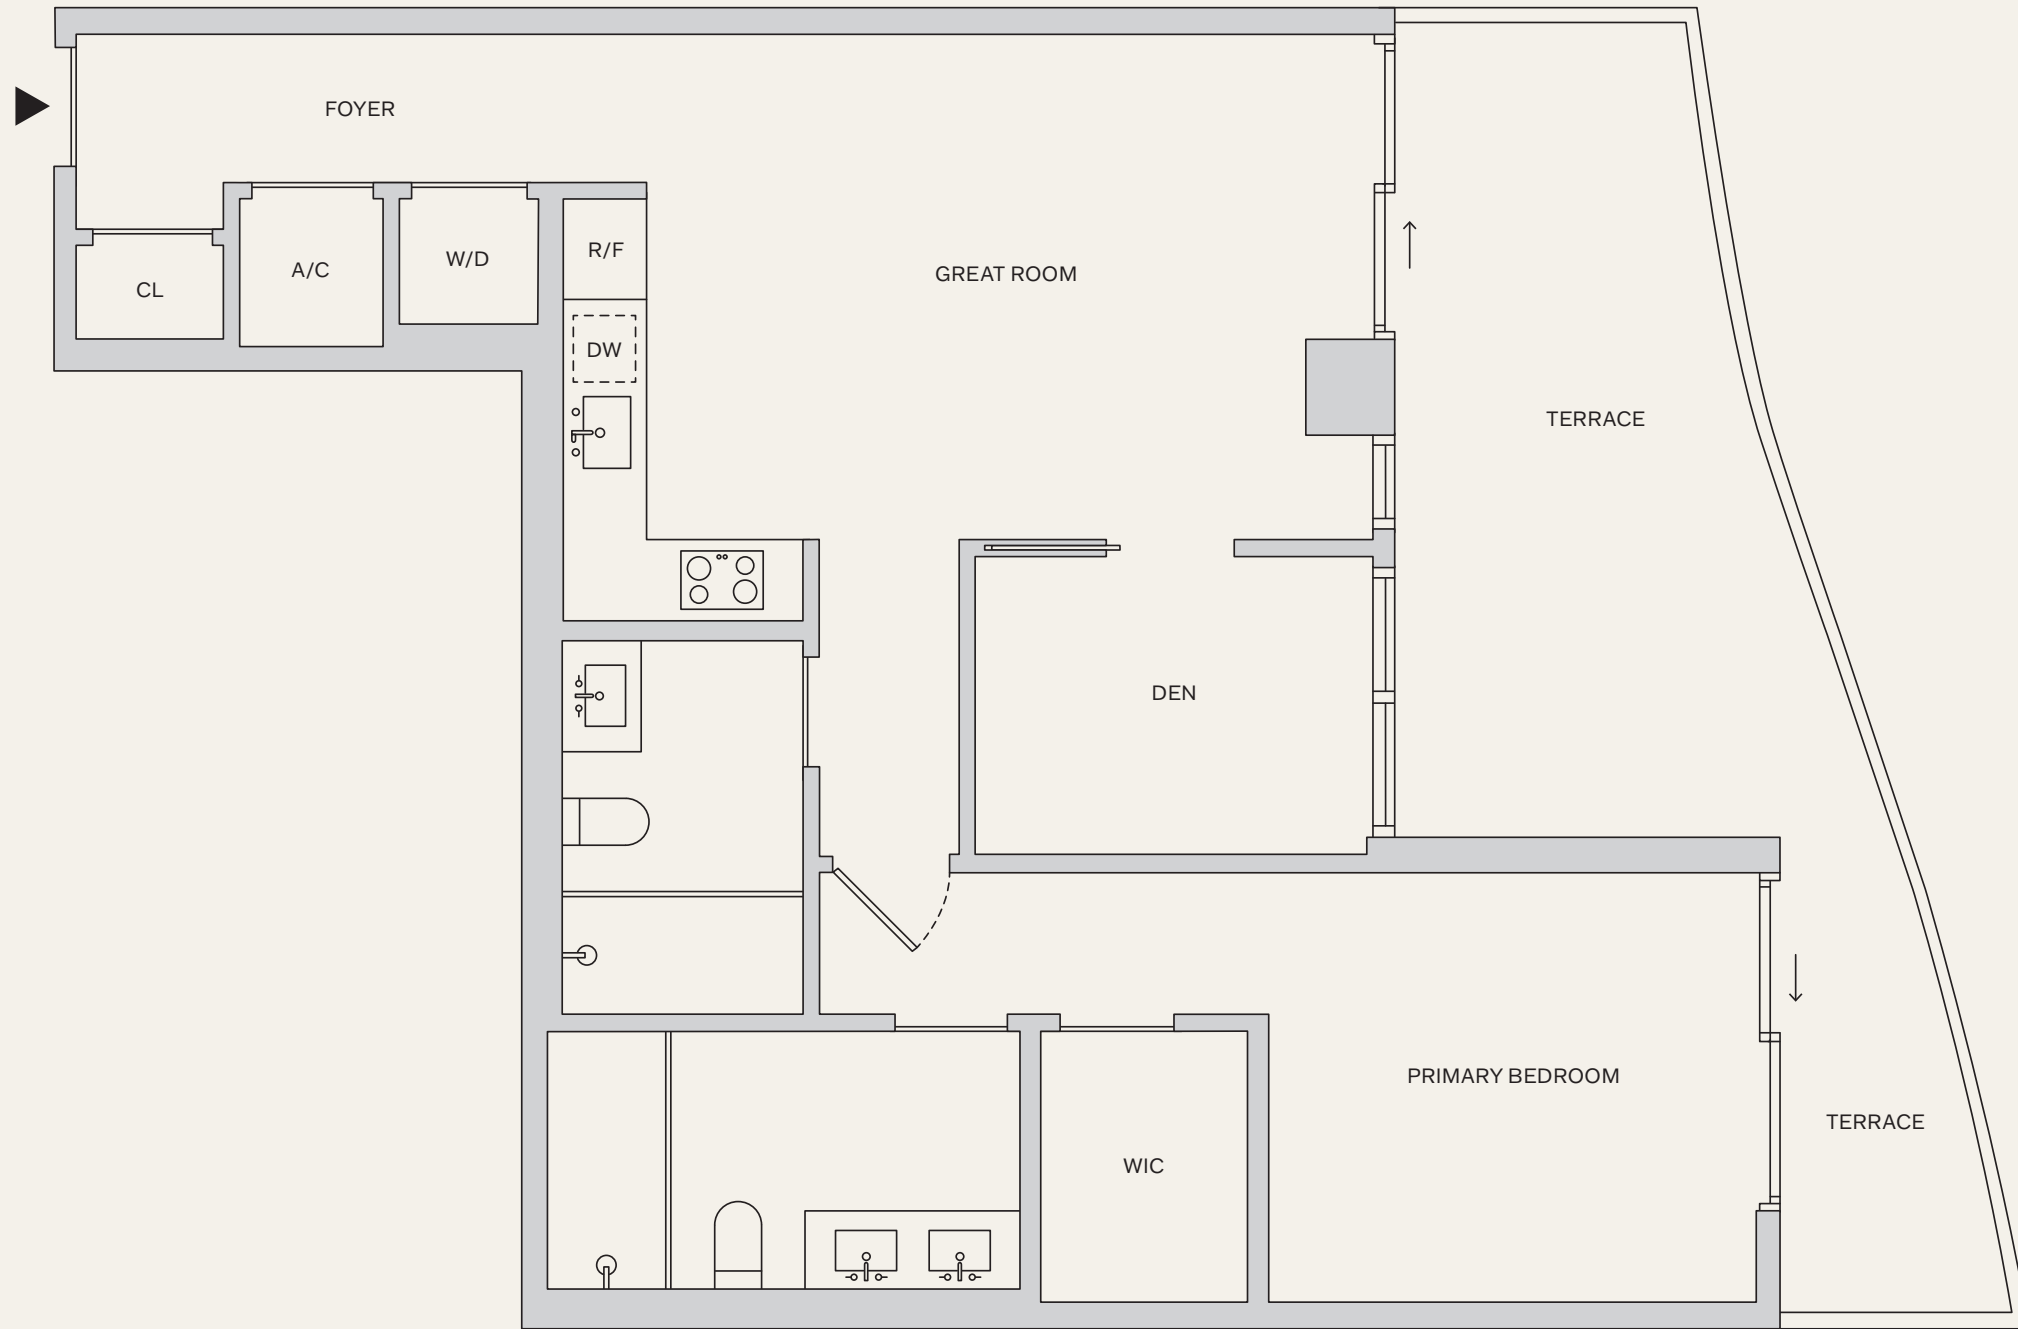 FOYER
R/F
W/D
A/C
GREAT ROOM
CL
DW
TERRACE
DEN
PRIMARY BEDROOM
TERRACE
WIC